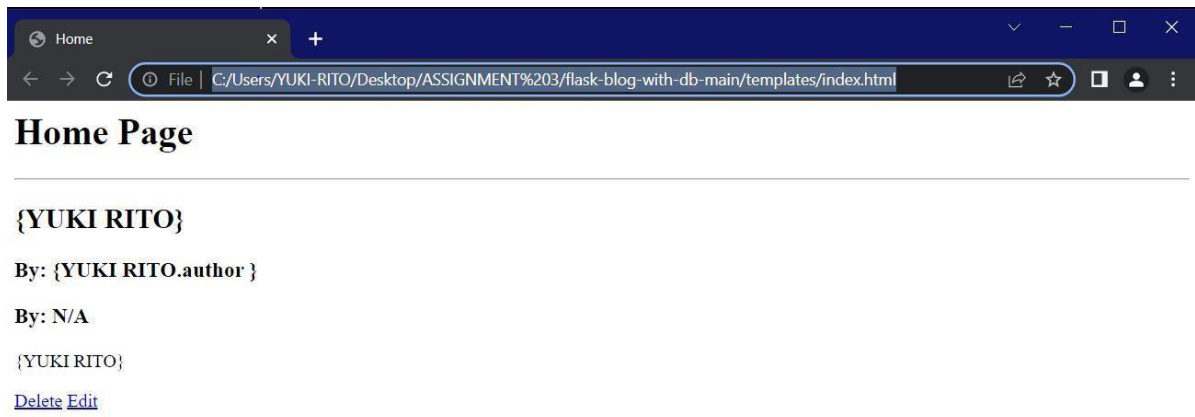 Home
File | C:/Users/YUKI-RITO/Desktop/ASSIGNMENT%203/flask-blog-with-db-main/templates/index.html
Home Page
{YUKI RITO}
By: {YUKI RITO.author }
By: N/A
{YUKI RITO}
Delete Edit